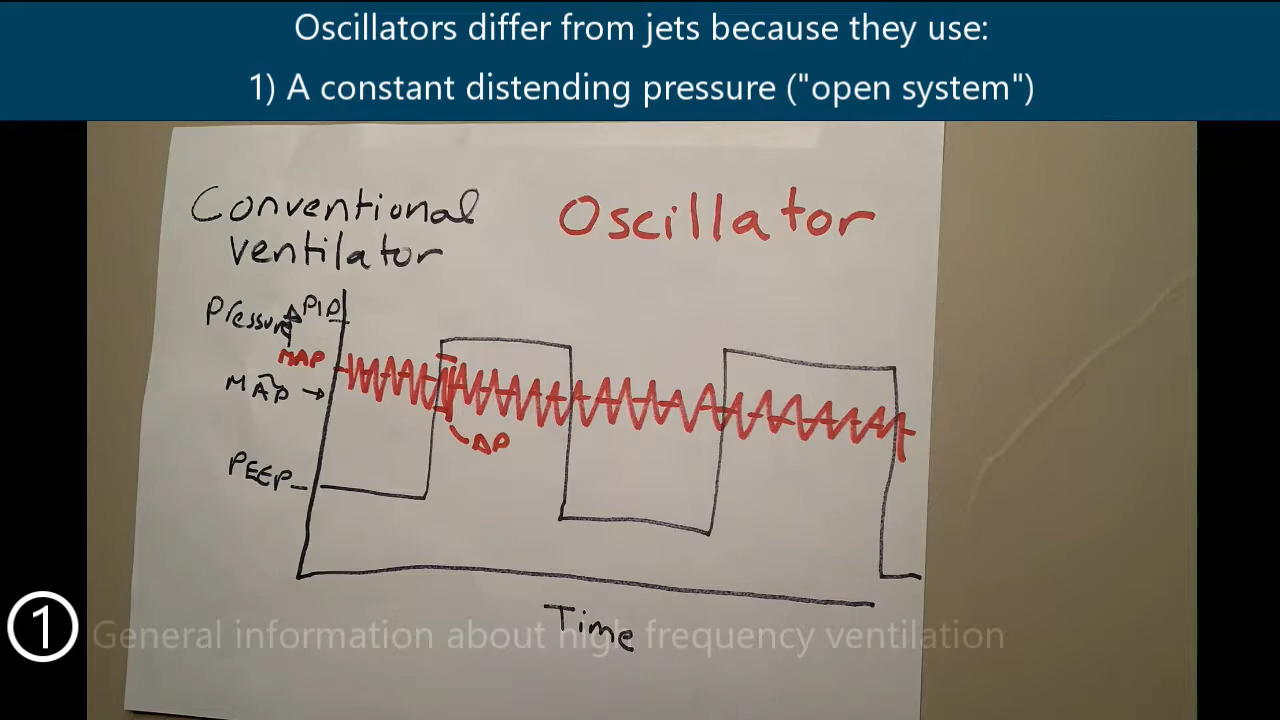 Oscillators differ from jets because they use:
1) A constant distending pressure ("open system")
Conventional
ventilator
Oscillator
Pressure
PIP
MAP
MAP
PEEP
ΔP
Time
1
General information about high frequency ventilation